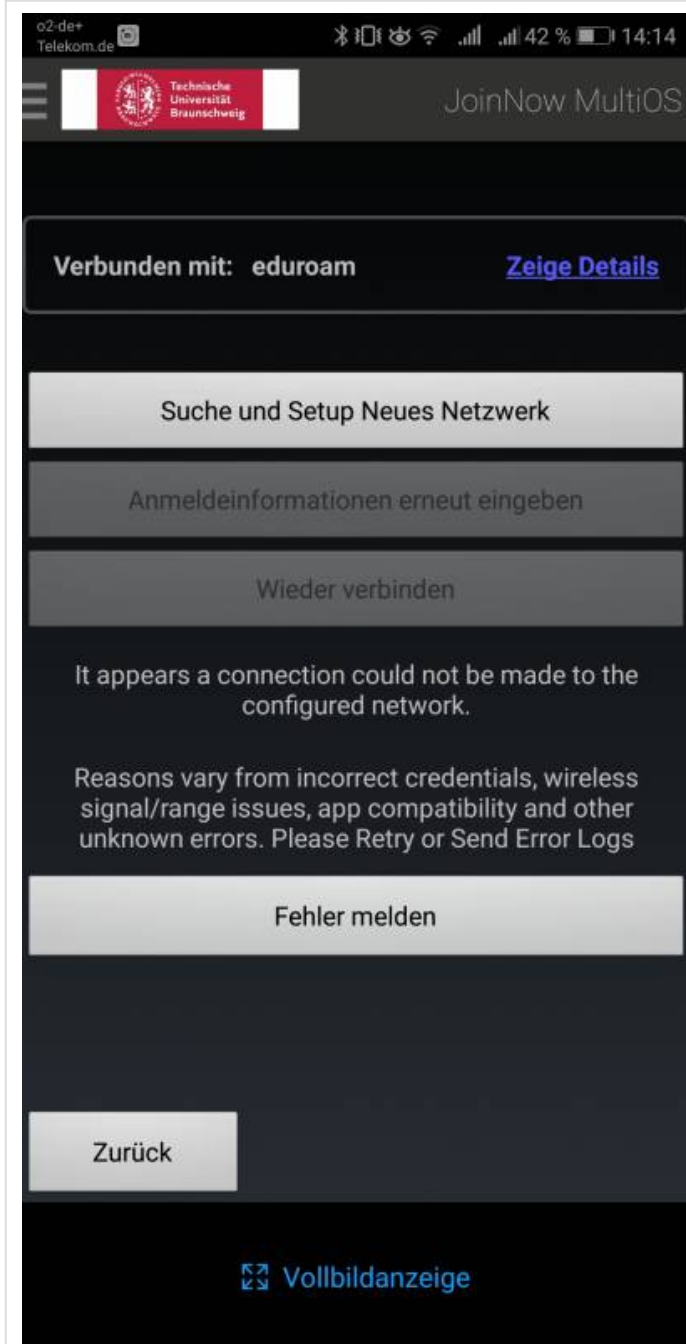 o2-de+
Telekom.de
42 %
14:14
Technische
Universität
Braunschweig
JoinNow MultiOS
Verbunden mit: eduroam
Zeige Details
Suche und Setup Neues Netzwerk
Anmeldeinformationen erneut eingeben
Wieder verbinden
It appears a connection could not be made to the
configured network.
Reasons vary from incorrect credentials, wireless
signal/range issues, app compatibility and other
unknown errors. Please Retry or Send Error Logs
Fehler melden
Zurück
Vollbildanzeige